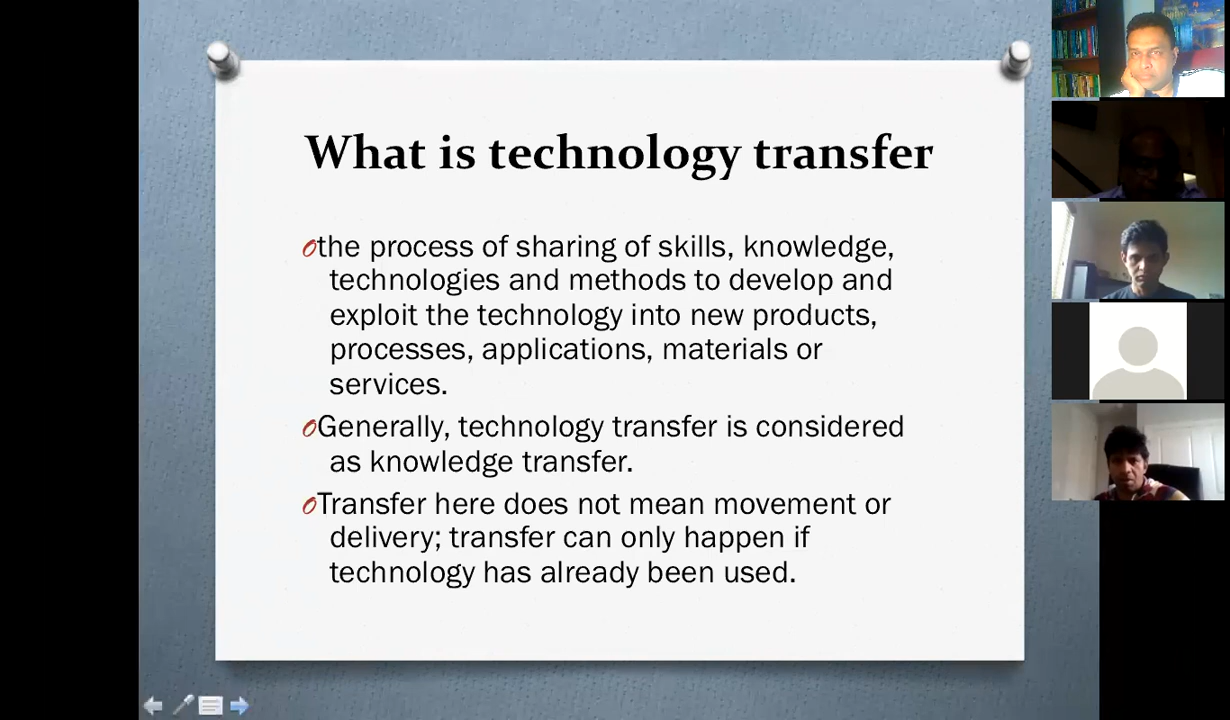 What is technology transfer
the process of sharing of skills, knowledge,
technologies and methods to develop and
exploit the technology into new products,
processes, applications, materials or
services.
Generally, technology transfer is considered
as knowledge transfer.
Transfer here does not mean movement or
delivery; transfer can only happen if
technology has already been used.